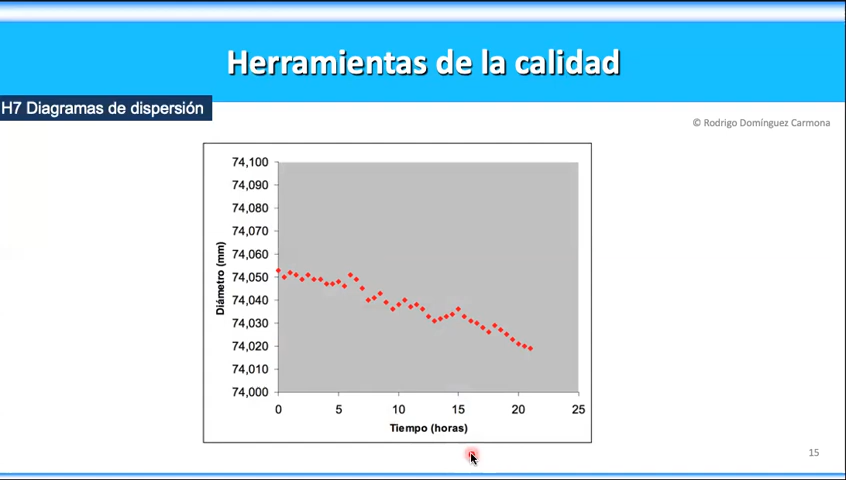 Herramientas de la calidad
H7 Diagramas de dispersión
© Rodrigo Domínguez Carmona
74,100
74,090
74,080
74,070
74,060
74,050
74,040
74,030
74,020
74,010
74,000
Diámetro (mm)
0 5 10 15 20 25
Tiempo (horas)
15